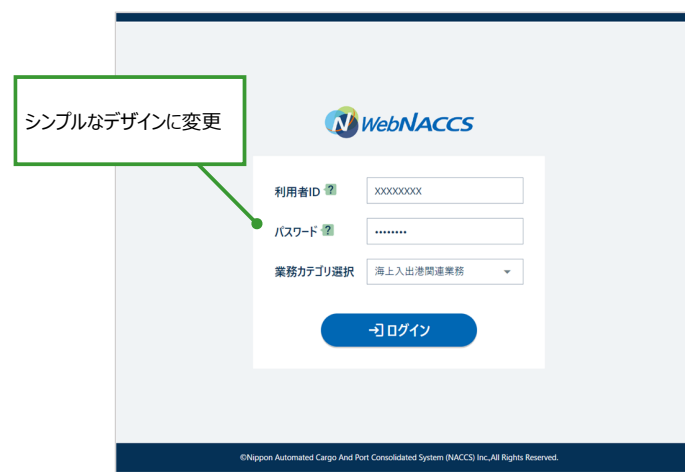 シンプルなデザインに変更
WebNACCS
利用者ID ?
XXXXXXXX
パスワード ?
••••••••
業務カテゴリ選択
海上入出港関連業務
ログイン
©Nippon Automated Cargo And Port Consolidated System (NACCS) Inc.,All Rights Reserved.